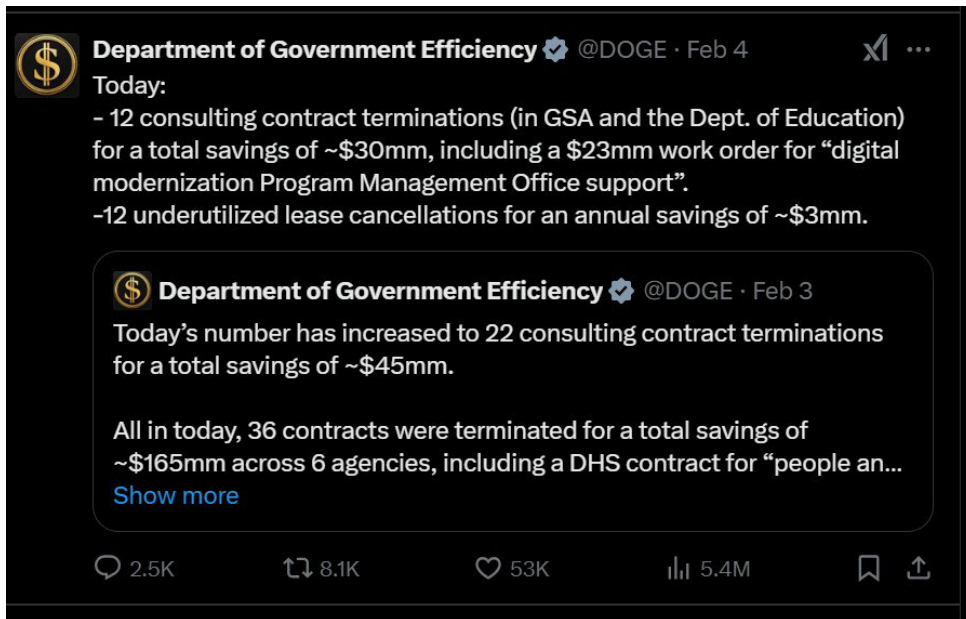 Department of Government Efficiency @DOGE · Feb 4
Today:
- 12 consulting contract terminations (in GSA and the Dept. of Education)
for a total savings of ~$30mm, including a $23mm work order for “digital
modernization Program Management Office support”.
-12 underutilized lease cancellations for an annual savings of ~$3mm.
Department of Government Efficiency @DOGE · Feb 3
Today’s number has increased to 22 consulting contract terminations
for a total savings of ~$45mm.
All in today, 36 contracts were terminated for a total savings of
~$165mm across 6 agencies, including a DHS contract for “people an...
Show more
2.5K 8.1K 53K 5.4M